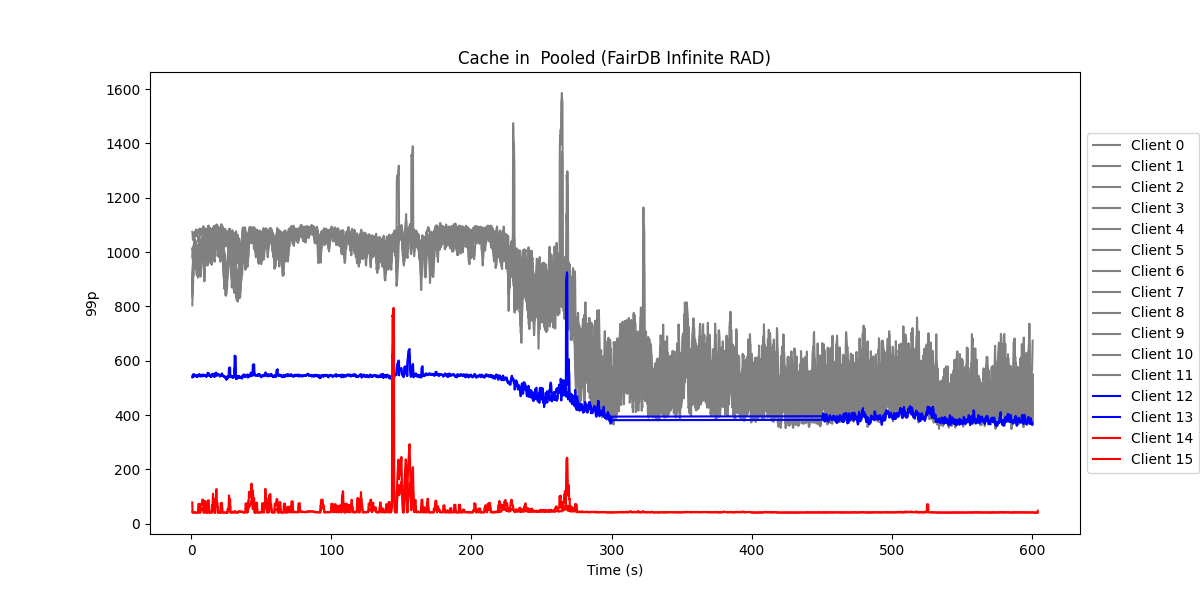 Cache in  Pooled (FairDB Infinite RAD)
1600
1400
1200
1000
800
600
400
200
0
99p
0 100 200 300 400 500 600
Time (s)
Client 0
Client 1
Client 2
Client 3
Client 4
Client 5
Client 6
Client 7
Client 8
Client 9
Client 10
Client 11
Client 12
Client 13
Client 14
Client 15